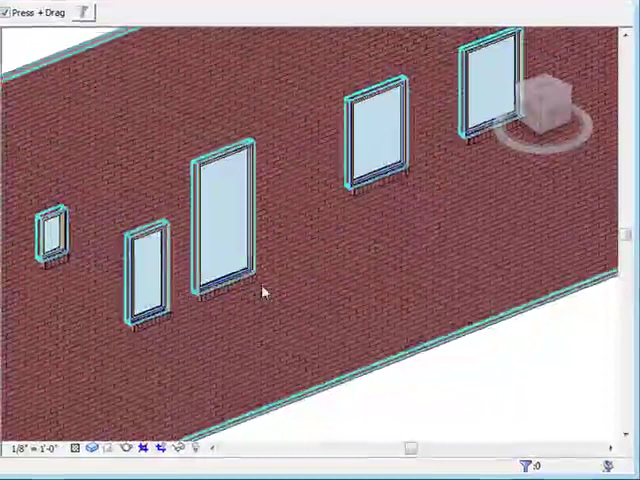 Press + Drag
1/8" = 1'-0"
:0